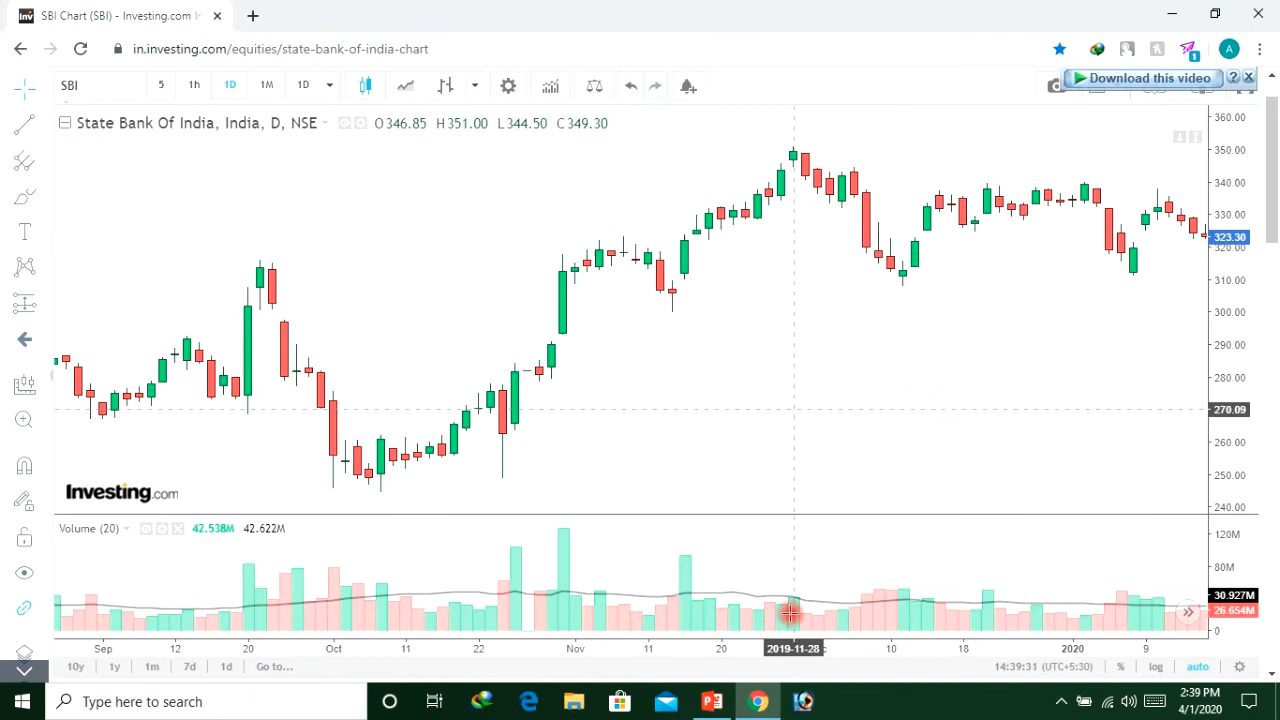 SBI Chart (SBI) - Investing.com In
in.investing.com/equities/state-bank-of-india-chart
1
SBI 5 1h 1D 1M 1D
Download this video ?
State Bank Of India, India, D, NSE O346.85 H351.00 L344.50 C349.30
360.00
350.00
340.00
330.00
323.30
320.00
310.00
300.00
290.00
280.00
270.09
260.00
250.00
240.00
Investing.com
Volume (20) 42.538M 42.622M
120M
80M
30.927M
26.654M
0
Sep 12 Oct 11 22 Nov 11 20 2019-11-28 10 18 2020 9
10y 1y 1m 7d 1d Go to... 14:39:31 (UTC+5:30) % log auto
Type here to search
2:39 PM
4/1/2020